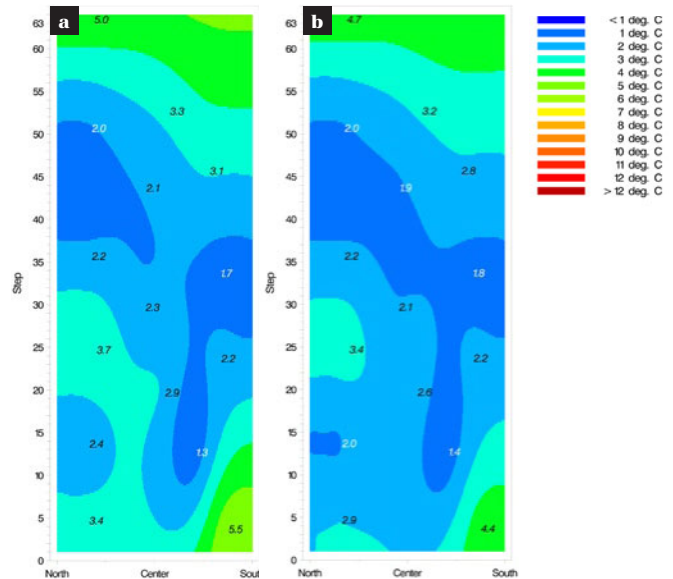 a
b
63
60
55
50
45
40
35
30
25
20
15
10
5
0
Step
North
Center
Sout
5.0
3.3
2.0
3.1
2.1
2.2
1.7
2.3
3.7
2.2
2.9
2.4
1.3
3.4
5.5
63
60
55
50
45
40
35
30
25
20
15
10
5
0
Step
North
Center
South
4.7
3.2
2.0
2.8
1.9
2.2
1.8
2.1
3.4
2.2
2.6
2.0
1.4
2.9
4.4
< 1 deg. C
1 deg. C
2 deg. C
3 deg. C
4 deg. C
5 deg. C
6 deg. C
7 deg. C
8 deg. C
9 deg. C
10 deg. C
11 deg. C
12 deg. C
> 12 deg. C